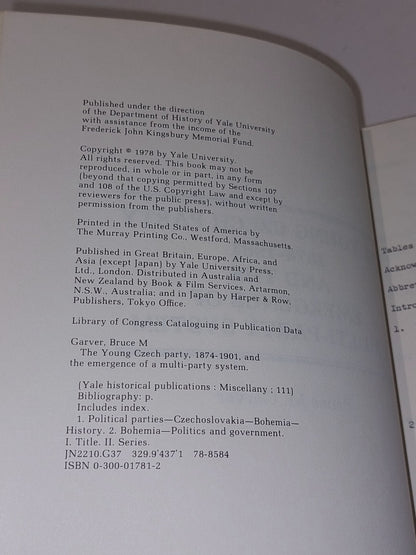 Published under the direction
of the Department of History of Yale University
with assistance from the income of the
Frederick John Kingsbury Memorial Fund.
Copyright © 1978 by Yale University.
All rights reserved. This book may not be
reproduced, in whole or in part, in any form
(beyond that copying permitted by Sections 107
and 108 of the U.S. Copyright Law and except by
reviewers for the public press), without written
permission from the publishers.
Printed in the United States of America by
The Murray Printing Co., Westford, Massachusetts.
Published in Great Britain, Europe, Africa, and
Asia (except Japan) by Yale University Press,
Ltd., London. Distributed in Australia and
New Zealand by Book & Film Services, Artarmon,
N.S.W., Australia; and in Japan by Harper & Row,
Publishers, Tokyo Office.
Library of Congress Cataloguing in Publication Data
Garver, Bruce M
The Young Czech party, 1874-1901, and
the emergence of a multi-party system.
(Yale historical publications : Miscellany ; 111)
Bibliography: p.
Includes index.
1. Political parties—Czechoslovakia—Bohemia—
History. 2. Bohemia—Politics and government.
I. Title. II. Series.
JN2210.G37 329.9'437'1 78-8584
ISBN 0-300-01781-2
Tables
Acknow
Abbre
Intro
1.
2